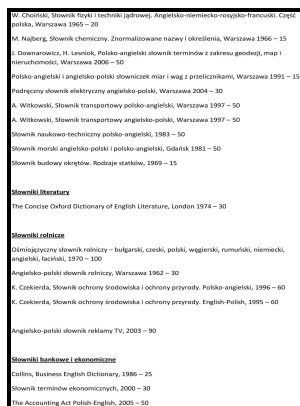 W. Choiński, Słownik fizyki i techniki jądrowej. Angielsko-niemiecko-rosyjsko-francuski. Część
polska, Warszawa 1965 – 20
M. Najberg, Słownik chemiczny. Znormalizowane nazwy i określenia, Warszawa 1966 – 15
J. Downarowicz, H. Leśniok, Polsko-angielski słownik terminów z zakresu geodezji, map i
nieruchomości, Warszawa 2006 – 50
Polsko-angielski i angielsko-polski słowniczek miar i wag z przelicznikami, Warszawa 1991 – 15
Podręczny słownik elektryczny angielsko-polski, Warszawa 2004 – 30
A. Witkowski, Słownik transportowy polsko-angielski, Warszawa 1997 – 50
A. Witkowski, Słownik transportowy angielsko-polski, Warszawa 1997 – 50
Słownik naukowo-techniczny polsko-angielski, 1983 – 50
Słownik morski angielsko-polski i polsko-angielski, Gdańsk 1981 – 50
Słownik budowy okrętów. Rodzaje statków, 1969 – 15
Słowniki literatury
The Concise Oxford Dictionary of English Literature, London 1974 – 30
Słowniki rolnicze
Ośmiojęzyczny słownik rolniczy – bułgarski, czeski, polski, węgierski, rumuński, niemiecki,
angielski, łaciński, 1970 – 100
Angielsko-polski słownik rolniczy, Warszawa 1962 – 30
K. Czekierda, Słownik ochrony środowiska i ochrony przyrody. Polsko-angielski, 1996 – 60
K. Czekierda, Słownik ochrony środowiska i ochrony przyrody. English-Polish, 1995 – 60
Angielsko-polski słownik reklamy TV, 2003 – 90
Słowniki bankowe i ekonomiczne
Collins, Business English Dictionary, 1986 – 25
Słownik terminów ekonomicznych, 2000 – 30
The Accounting Act Polish-English, 2005 – 50